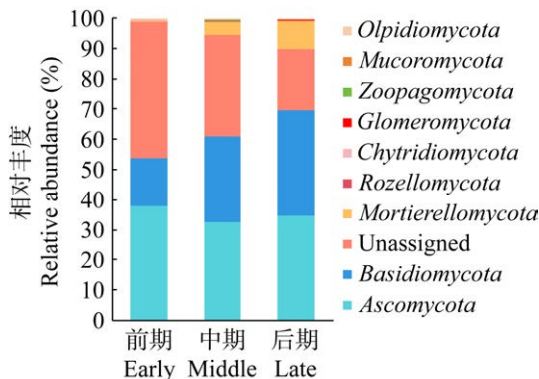 相对丰度
Relative abundance (%)
100
90
80
70
60
50
40
30
20
10
0
前期 中期 后期
Early Middle Late
Olpidiomycota
Mucoromycota
Zoopagomycota
Glomeromycota
Chytridiomycota
Rozellomycota
Mortierellomycota
Unassigned
Basidiomycota
Ascomycota